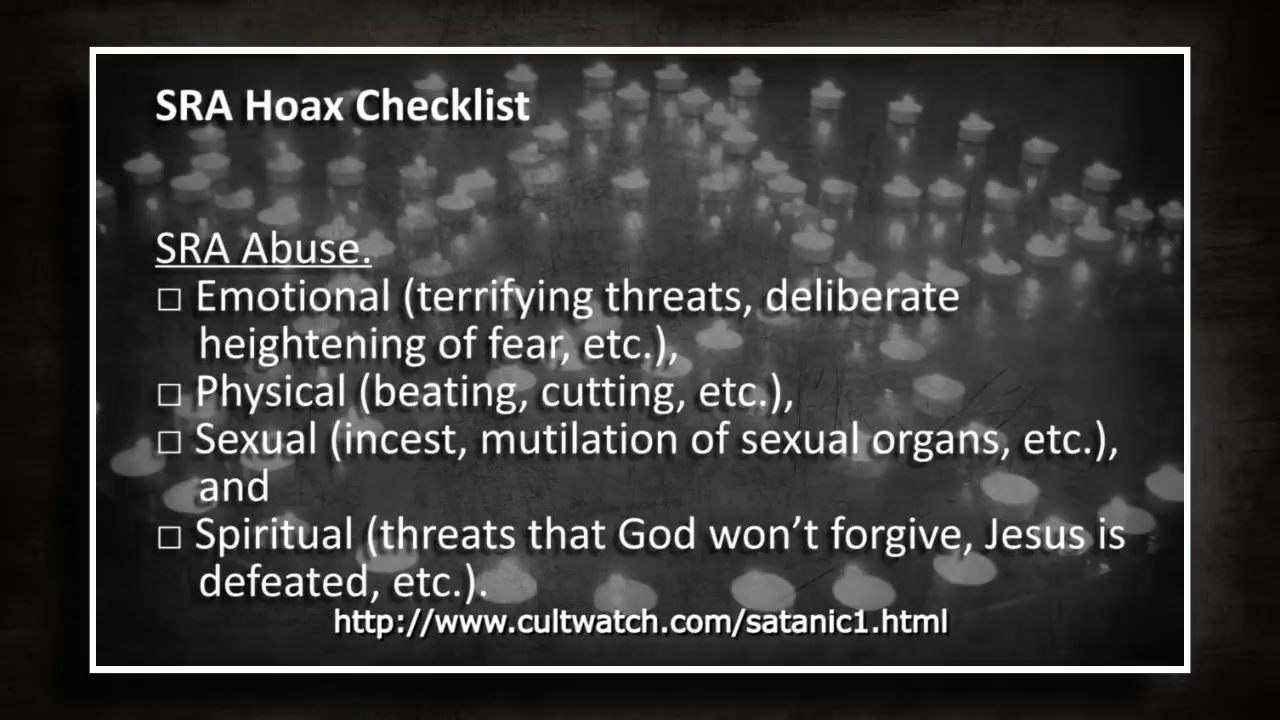 SRA Hoax Checklist
SRA Abuse.
□ Emotional (terrifying threats, deliberate
heightening of fear, etc.),
□ Physical (beating, cutting, etc.),
□ Sexual (incest, mutilation of sexual organs, etc.),
and
□ Spiritual (threats that God won’t forgive, Jesus is
defeated, etc.).
http://www.cultwatch.com/satanic1.html